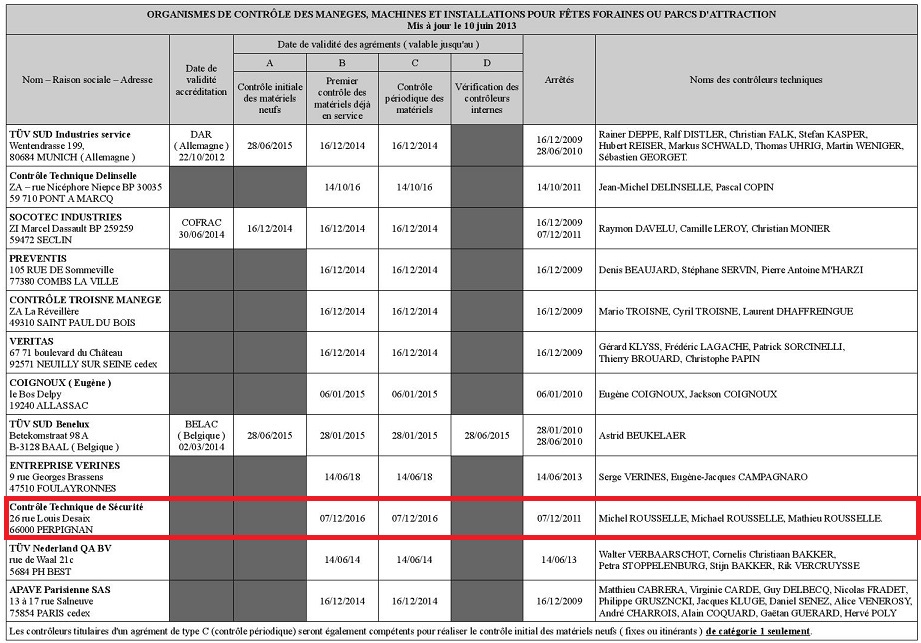 ORGANISMES DE CONTRÔLE DES MANEGES, MACHINES ET INSTALLATIONS POUR FÊTES FORAINES OU PARCS D'ATTRACTION
Mis à jour le 10 juin 2013
Nom – Raison sociale – Adresse
Date de
validité
accréditation
Date de validité des agréments ( valable jusqu'au )
A
B
C
D
Contrôle initiale
des matériels
neufs
Premier
contrôle des
matériels déjà
en service
Contrôle
périodique des
matériels
Vérification des
contrôleurs
internes
Arrêtés
Noms des contrôleurs techniques
TÜV SUD Industries service
Wentendrasse 199,
80684 MUNICH ( Allemagne )
DAR
( Allemagne )
22/10/2012
28/06/2015
16/12/2014
16/12/2014
16/12/2009
28/06/2010
Rainer DEPPE, Ralf DISTLER, Christian FALK, Stefan KASPER,
Hubert REISER, Markus SCHWALD, Thomas UHRIG, Martin WENIGER,
Sébastien GEORGET.
Contrôle Technique Delinselle
ZA – rue Nicéphore Niepce BP 30035
59 710 PONT A MARCQ
14/10/16
14/10/16
14/10/2011
Jean-Michel DELINSELLE, Pascal COPIN
SOCOTEC INDUSTRIES
ZI Marcel Dassault BP 259259
59472 SECLIN
COFRAC
30/06/2014
16/12/2014
16/12/2014
16/12/2014
16/12/2009
07/12/2011
Raymon DAVELU, Camille LEROY, Christian MONIER
PREVENTIS
105 RUE DE Sommeville
77380 COMBS LA VILLE
16/12/2014
16/12/2014
16/12/2009
Denis BEAUJARD, Stéphane SERVIN, Pierre Antoine M'HARZI
CONTRÔLE TROISNE MANEGE
ZA La Réveillère
49310 SAINT PAUL DU BOIS
16/12/2014
16/12/2014
16/12/2009
Mario TROISNE, Cyril TROISNE, Laurent DHAFFREINGUE
VERITAS
67 71 boulevard du Château
92571 NEUILLY SUR SEINE cedex
16/12/2014
16/12/2014
16/12/2009
Gérard KLYSS, Frédéric LAGACHE, Patrick SORCINELLI,
Thierry BROUARD, Christophe PAPIN
COIGNOUX ( Eugène )
le Bos Delpy
19240 ALLASSAC
06/01/2015
06/01/2015
06/01/2010
Eugène COIGNOUX, Jackson COIGNOUX
TÜV SUD Benelux
Betekomstraat 98 A
B-3128 BAAL ( Belgique )
BELAC
( Belgique )
02/03/2014
28/06/2015
28/01/2015
28/01/2015
28/06/2015
28/01/2010
28/06/2010
Astrid BEUKELAER
ENTREPRISE VERINES
9 rue Georges Brassens
47510 FOULAYRONNES
14/06/18
14/06/18
14/06/2013
Serge VERINES, Eugène-Jacques CAMPAGNARO
Contrôle Technique de Sécurité
26 rue Louis Desaix
66000 PERPIGNAN
07/12/2016
07/12/2016
07/12/2011
Michel ROUSSELLE, Michael ROUSSELLE, Mathieu ROUSSELLE.
TÜV Nederland QA BV
rue de Waal 21c
5684 PH BEST
14/06/14
14/06/14
14/06/13
Walter VERBAARSCHOT, Cornelis Christiaan BAKKER,
Petra STOPPELENBURG, Stijn BAKKER, Rik VERCRUYSSE
APAVE Parisienne SAS
13 à 17 rue Salneuve
75854 PARIS cedex
16/12/2014
16/12/2014
16/12/2009
Matthieu CABRERA, Virginie CARDE, Guy DELBECQ, Nicolas FRADET,
Philippe GRUSZNCKI, Jacques KLUGE, Daniel SENEZ, Alice VENEROSY,
André CHARROIS, Alain COQUARD, Gaëtan GUERARD, Hervé POLY
Les contrôleurs titulaires d'un agrément de type C (contrôle périodique) seront également compétents pour réaliser le contrôle initial des matériels neufs ( fixes ou itinérants ) de catégorie 1 seulement.